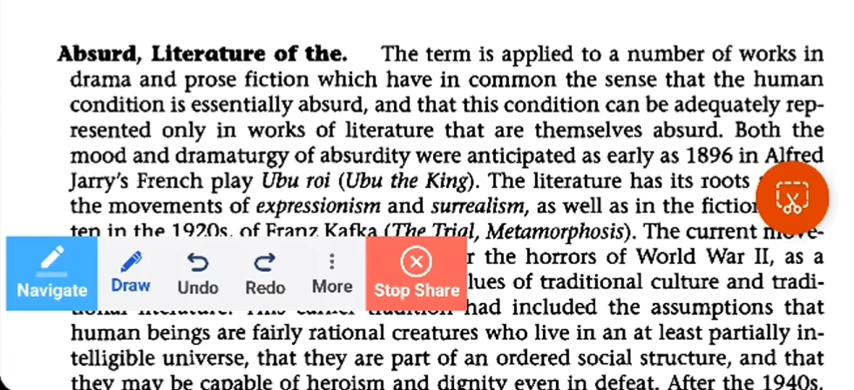 Absurd, Literature of the. The term is applied to a number of works in
drama and prose fiction which have in common the sense that the human
condition is essentially absurd, and that this condition can be adequately rep-
resented only in works of literature that are themselves absurd. Both the
mood and dramaturgy of absurdity were anticipated as early as 1896 in Alfred
Jarry's French play Ubu roi (Ubu the King). The literature has its roots
the movements of expressionism and surrealism, as well as in the fiction
ten in the 1920s, of Franz Kafka (The Trial, Metamorphosis). The current move-
the horrors of World War II, as a
lues of traditional culture and tradi-
had included the assumptions that
human beings are fairly rational creatures who live in an at least partially in-
telligible universe, that they are part of an ordered social structure, and that
they may be capable of heroism and dignity even in defeat. After the 1940s,
Navigate Draw Undo Redo More Stop Share